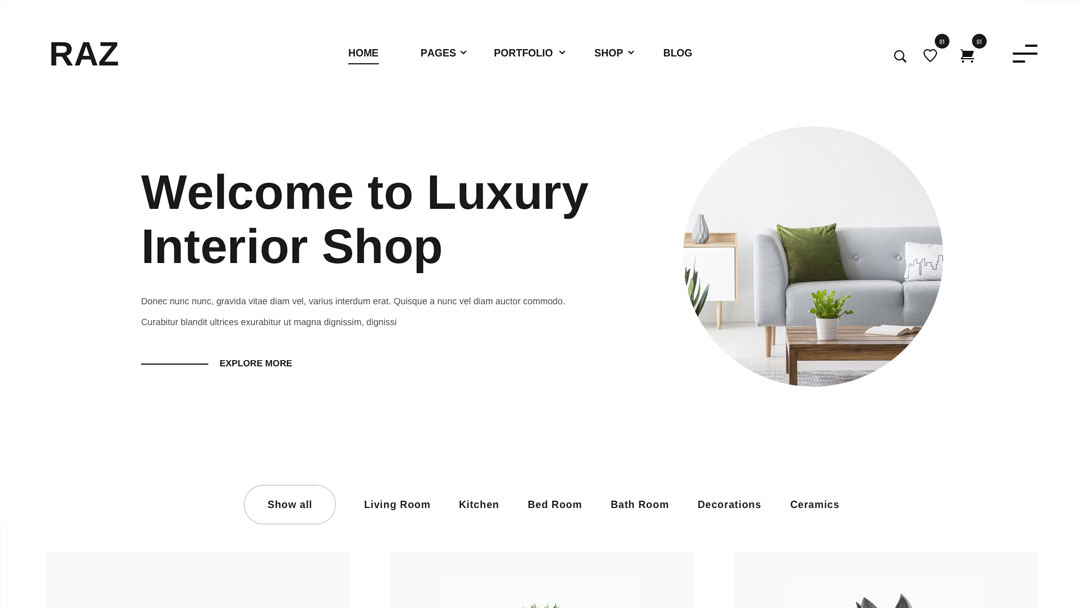 RAZ
HOME PAGES PORTFOLIO SHOP BLOG
01 01
Welcome to Luxury
Interior Shop
Donec nunc nunc, gravida vitae diam vel, varius interdum erat. Quisque a nunc vel diam auctor commodo.
Curabitur blandit ultrices exurabitur ut magna dignissim, dignissi
EXPLORE MORE
Show all Living Room Kitchen Bed Room Bath Room Decorations Ceramics